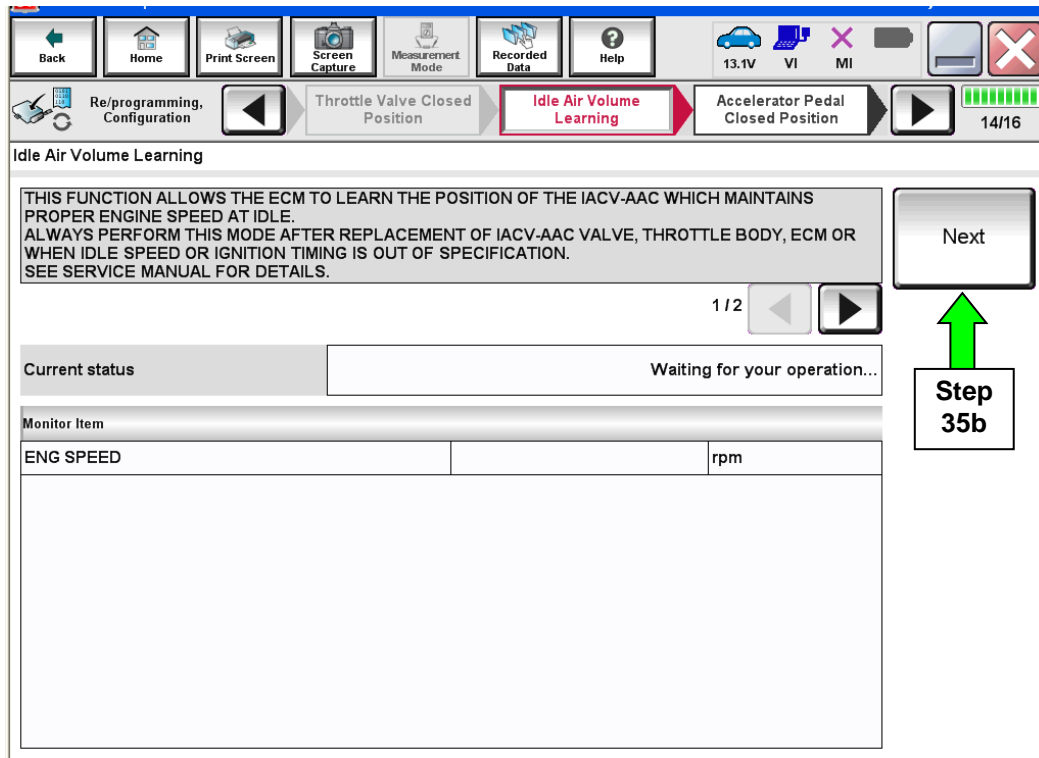 Back
Home
Print Screen
Screen
Capture
Measurement
Mode
Recorded
Data
Help
13.1V
VI
MI
Re/programming,
Configuration
Throttle Valve Closed
Position
Idle Air Volume
Learning
Accelerator Pedal
Closed Position
14/16
Idle Air Volume Learning
THIS FUNCTION ALLOWS THE ECM TO LEARN THE POSITION OF THE IACV-AAC WHICH MAINTAINS
PROPER ENGINE SPEED AT IDLE.
ALWAYS PERFORM THIS MODE AFTER REPLACEMENT OF IACV-AAC VALVE, THROTTLE BODY, ECM OR
WHEN IDLE SPEED OR IGNITION TIMING IS OUT OF SPECIFICATION.
SEE SERVICE MANUAL FOR DETAILS.
Next
1/2
Current status
Waiting for your operation...
Step
35b
Monitor Item
ENG SPEED
rpm